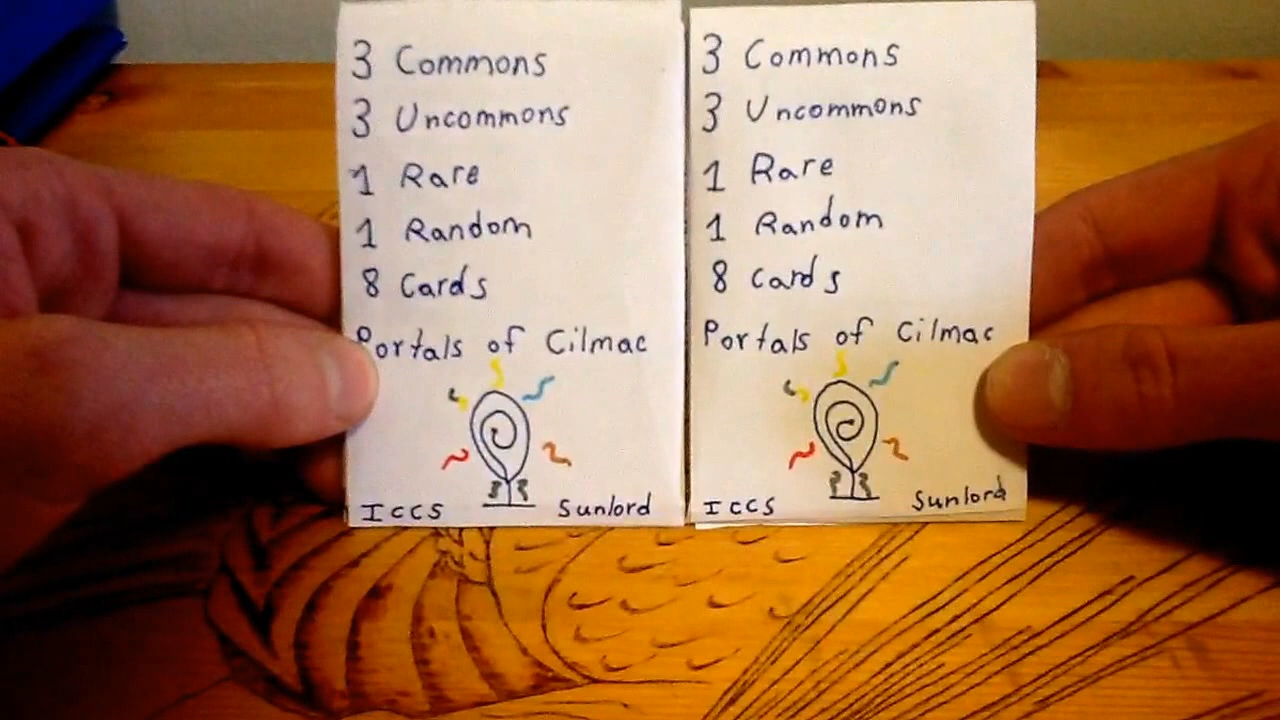 3 Commons
3 Uncommons
1 Rare
1 Random
8 Cards
Portals of Cilmac
ICCS Sunlord
3 Commons
3 Uncommons
1 Rare
1 Random
8 Cards
Portals of Cilmac
ICCS Sunlord